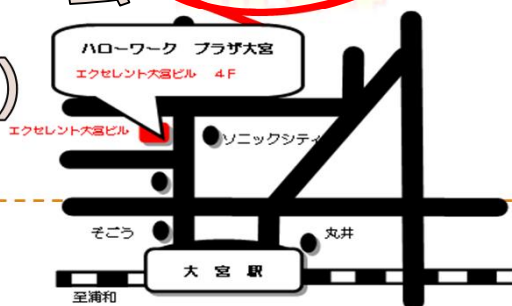 ハローワーク プラザ大宮
エクセレント大宮ビル 4F
エクセレント大宮ビル
ソニックシティ
そごう
丸井
大宮駅
至浦和